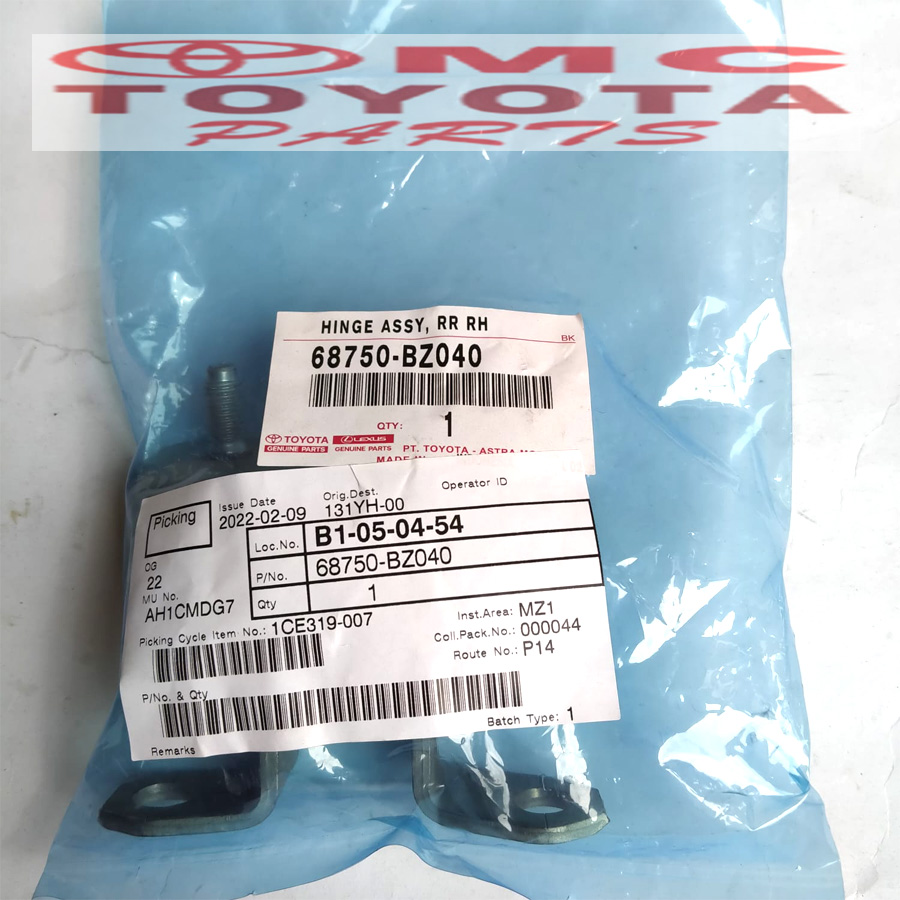 OMC
TOYOTA
PARTS
HINGE ASSY, RR RH
BK
68750-BZ040
QTY: 1
TOYOTA LEXUS
GENUINE PARTS GENUINE PARTS PT. TOYOTA - ASTRA
MADE
Picking
Issue Date Orig.Dest. Operator ID
2022-02-09 131YH-00
Loc.No. B1-05-04-54
OG
22
P/No. 68750-BZ040
MU No.
AH1CMDG7
Qty 1
Picking Cycle Item No.: 1CE319-007
Inst.Area: MZ1
Coll.Pack.No.: 000044
Route No.: P14
P/No. & Qty
Batch Type: 1
Remarks